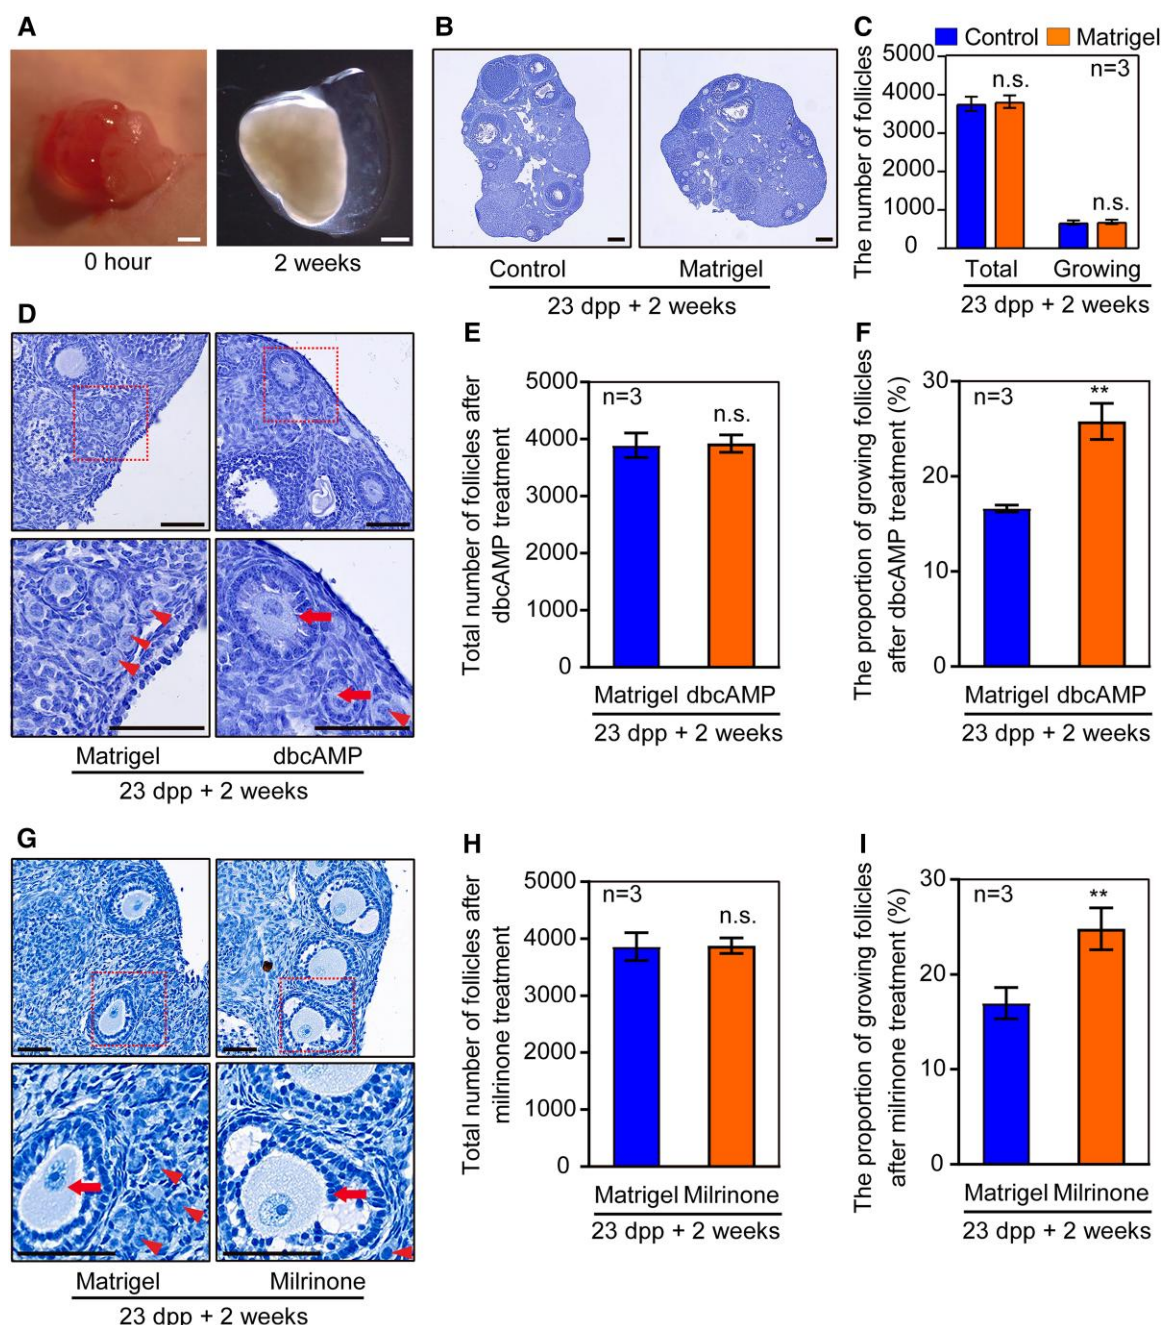 A
0 hour
2 weeks
B
Control
Matrigel
23 dpp + 2 weeks
C
Control
Matrigel
The number of follicles
5000
4000
3000
2000
1000
0
n.s.
n=3
n.s.
Total
Growing
23 dpp + 2 weeks
D
Matrigel
dbcAMP
23 dpp + 2 weeks
E
Total number of follicles after
dbcAMP treatment
5000
4000
3000
2000
1000
0
n=3
n.s.
Matrigel dbcAMP
23 dpp + 2 weeks
F
The proportion of growing follicles
after dbcAMP treatment (%)
30
20
10
0
n=3
**
Matrigel dbcAMP
23 dpp + 2 weeks
G
Matrigel
Milrinone
23 dpp + 2 weeks
H
Total number of follicles after
milrinone treatment
5000
4000
3000
2000
1000
0
n=3
n.s.
Matrigel Milrinone
23 dpp + 2 weeks
I
The proportion of growing follicles
after milrinone treatment (%)
30
20
10
0
n=3
**
Matrigel Milrinone
23 dpp + 2 weeks